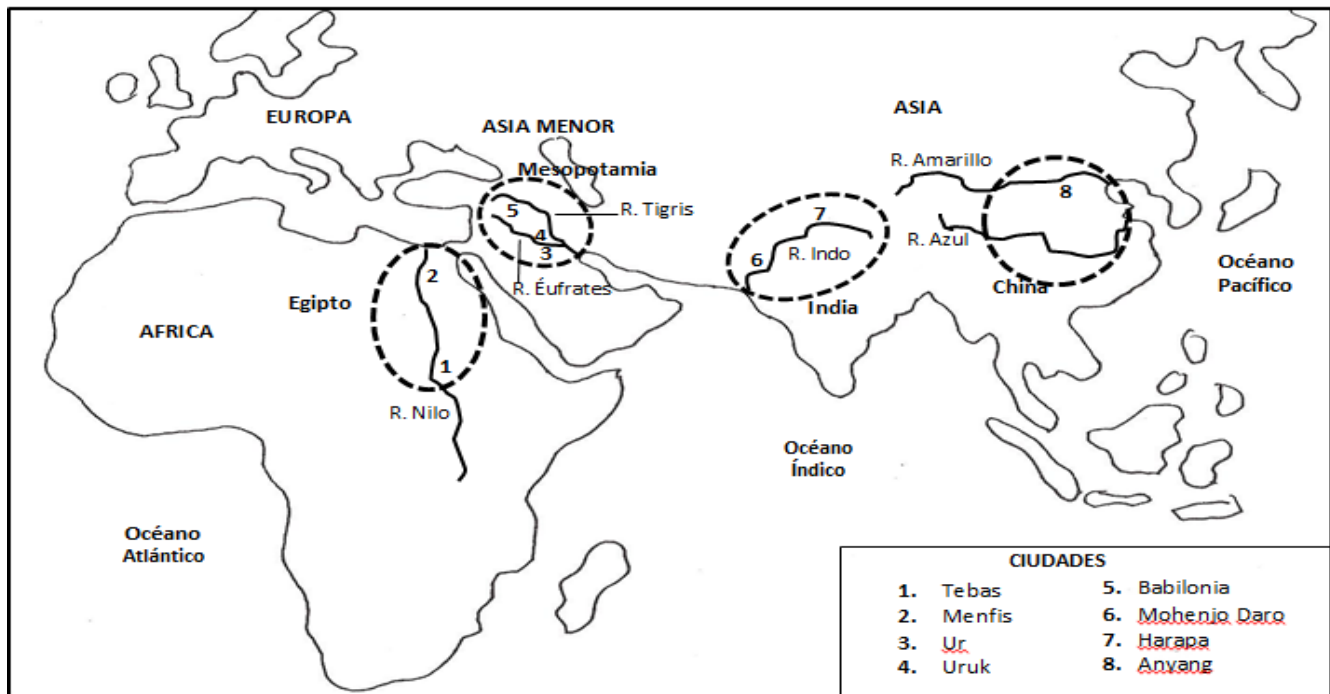 EUROPA
ASIA MENOR
ASIA
Mesopotamia
R. Amarillo
8
5
R. Tigris
7
4
R. Azul
3
6
R. Indo
2
R. Éufrates
Océano
Pacífico
Egipto
India
China
AFRICA
1
R. Nilo
Océano
Índico
Océano
Atlántico
CIUDADES
1. Tebas
2. Menfis
3. Ur
4. Uruk
5. Babilonia
6. Mohenjo Daro
7. Harapa
8. Anyang